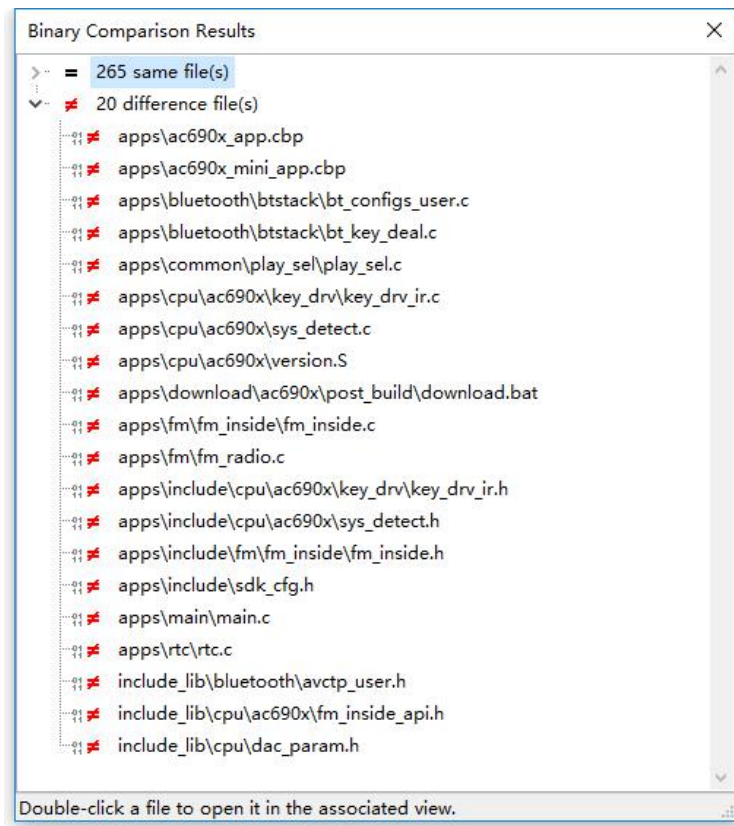 Binary Comparison Results
= 265 same file(s)
≠ 20 difference file(s)
≠ apps\ac690x_app.cbp
≠ apps\ac690x_mini_app.cbp
≠ apps\bluetooth\btstack\bt_configs_user.c
≠ apps\bluetooth\btstack\bt_key_deal.c
≠ apps\common\play_sel\play_sel.c
≠ apps\cpu\ac690x\key_drv\key_drv_ir.c
≠ apps\cpu\ac690x\sys_detect.c
≠ apps\cpu\ac690x\version.S
≠ apps\download\ac690x\post_build\download.bat
≠ apps\fm\fm_inside\fm_inside.c
≠ apps\fm\fm_radio.c
≠ apps\include\cpu\ac690x\key_drv\key_drv_ir.h
≠ apps\include\cpu\ac690x\sys_detect.h
≠ apps\include\fm\fm_inside\fm_inside.h
≠ apps\include\sdk_cfg.h
≠ apps\main\main.c
≠ apps\rtc\rtc.c
≠ include_lib\bluetooth\avctp_user.h
≠ include_lib\cpu\ac690x\fm_inside_api.h
≠ include_lib\cpu\dac_param.h
Double-click a file to open it in the associated view.